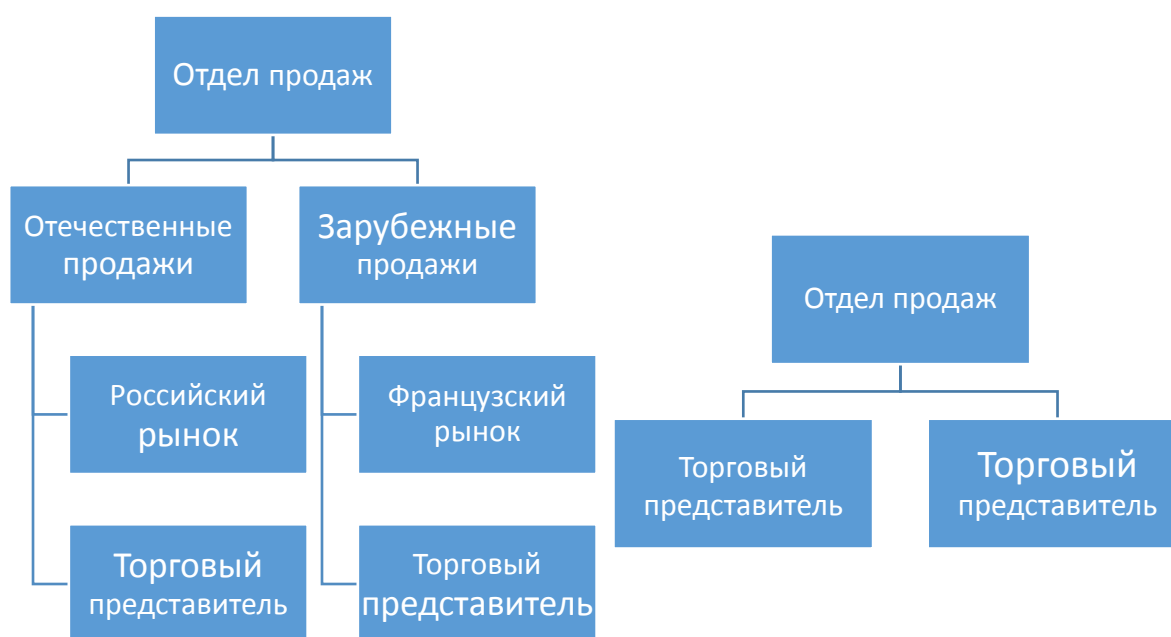 Отдел продаж
Отечественные
продажи
Зарубежные
продажи
Российский
рынок
Французский
рынок
Торговый
представитель
Торговый
представитель
Отдел продаж
Торговый
представитель
Торговый
представитель